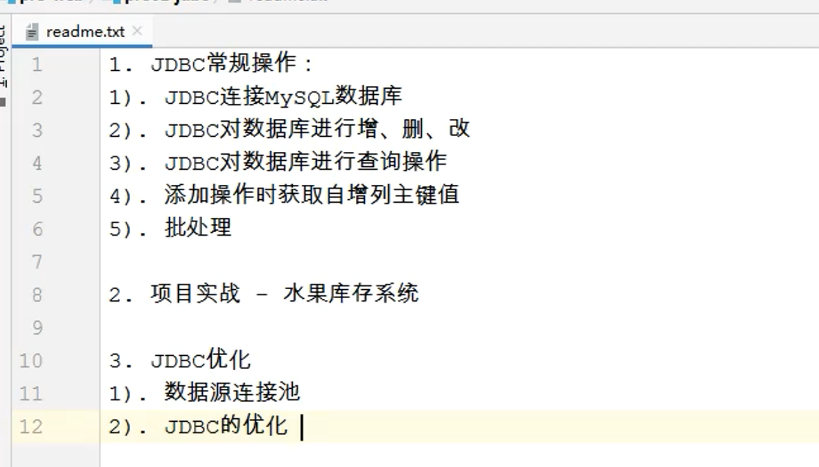 readme.txt
1. JDBC常规操作：
1). JDBC连接MySQL数据库
2). JDBC对数据库进行增、删、改
3). JDBC对数据库进行查询操作
4). 添加操作时获取自增列主键值
5). 批处理
2. 项目实战 - 水果库存系统
3. JDBC优化
1). 数据源连接池
2). JDBC的优化
1
2
3
4
5
6
7
8
9
10
11
12